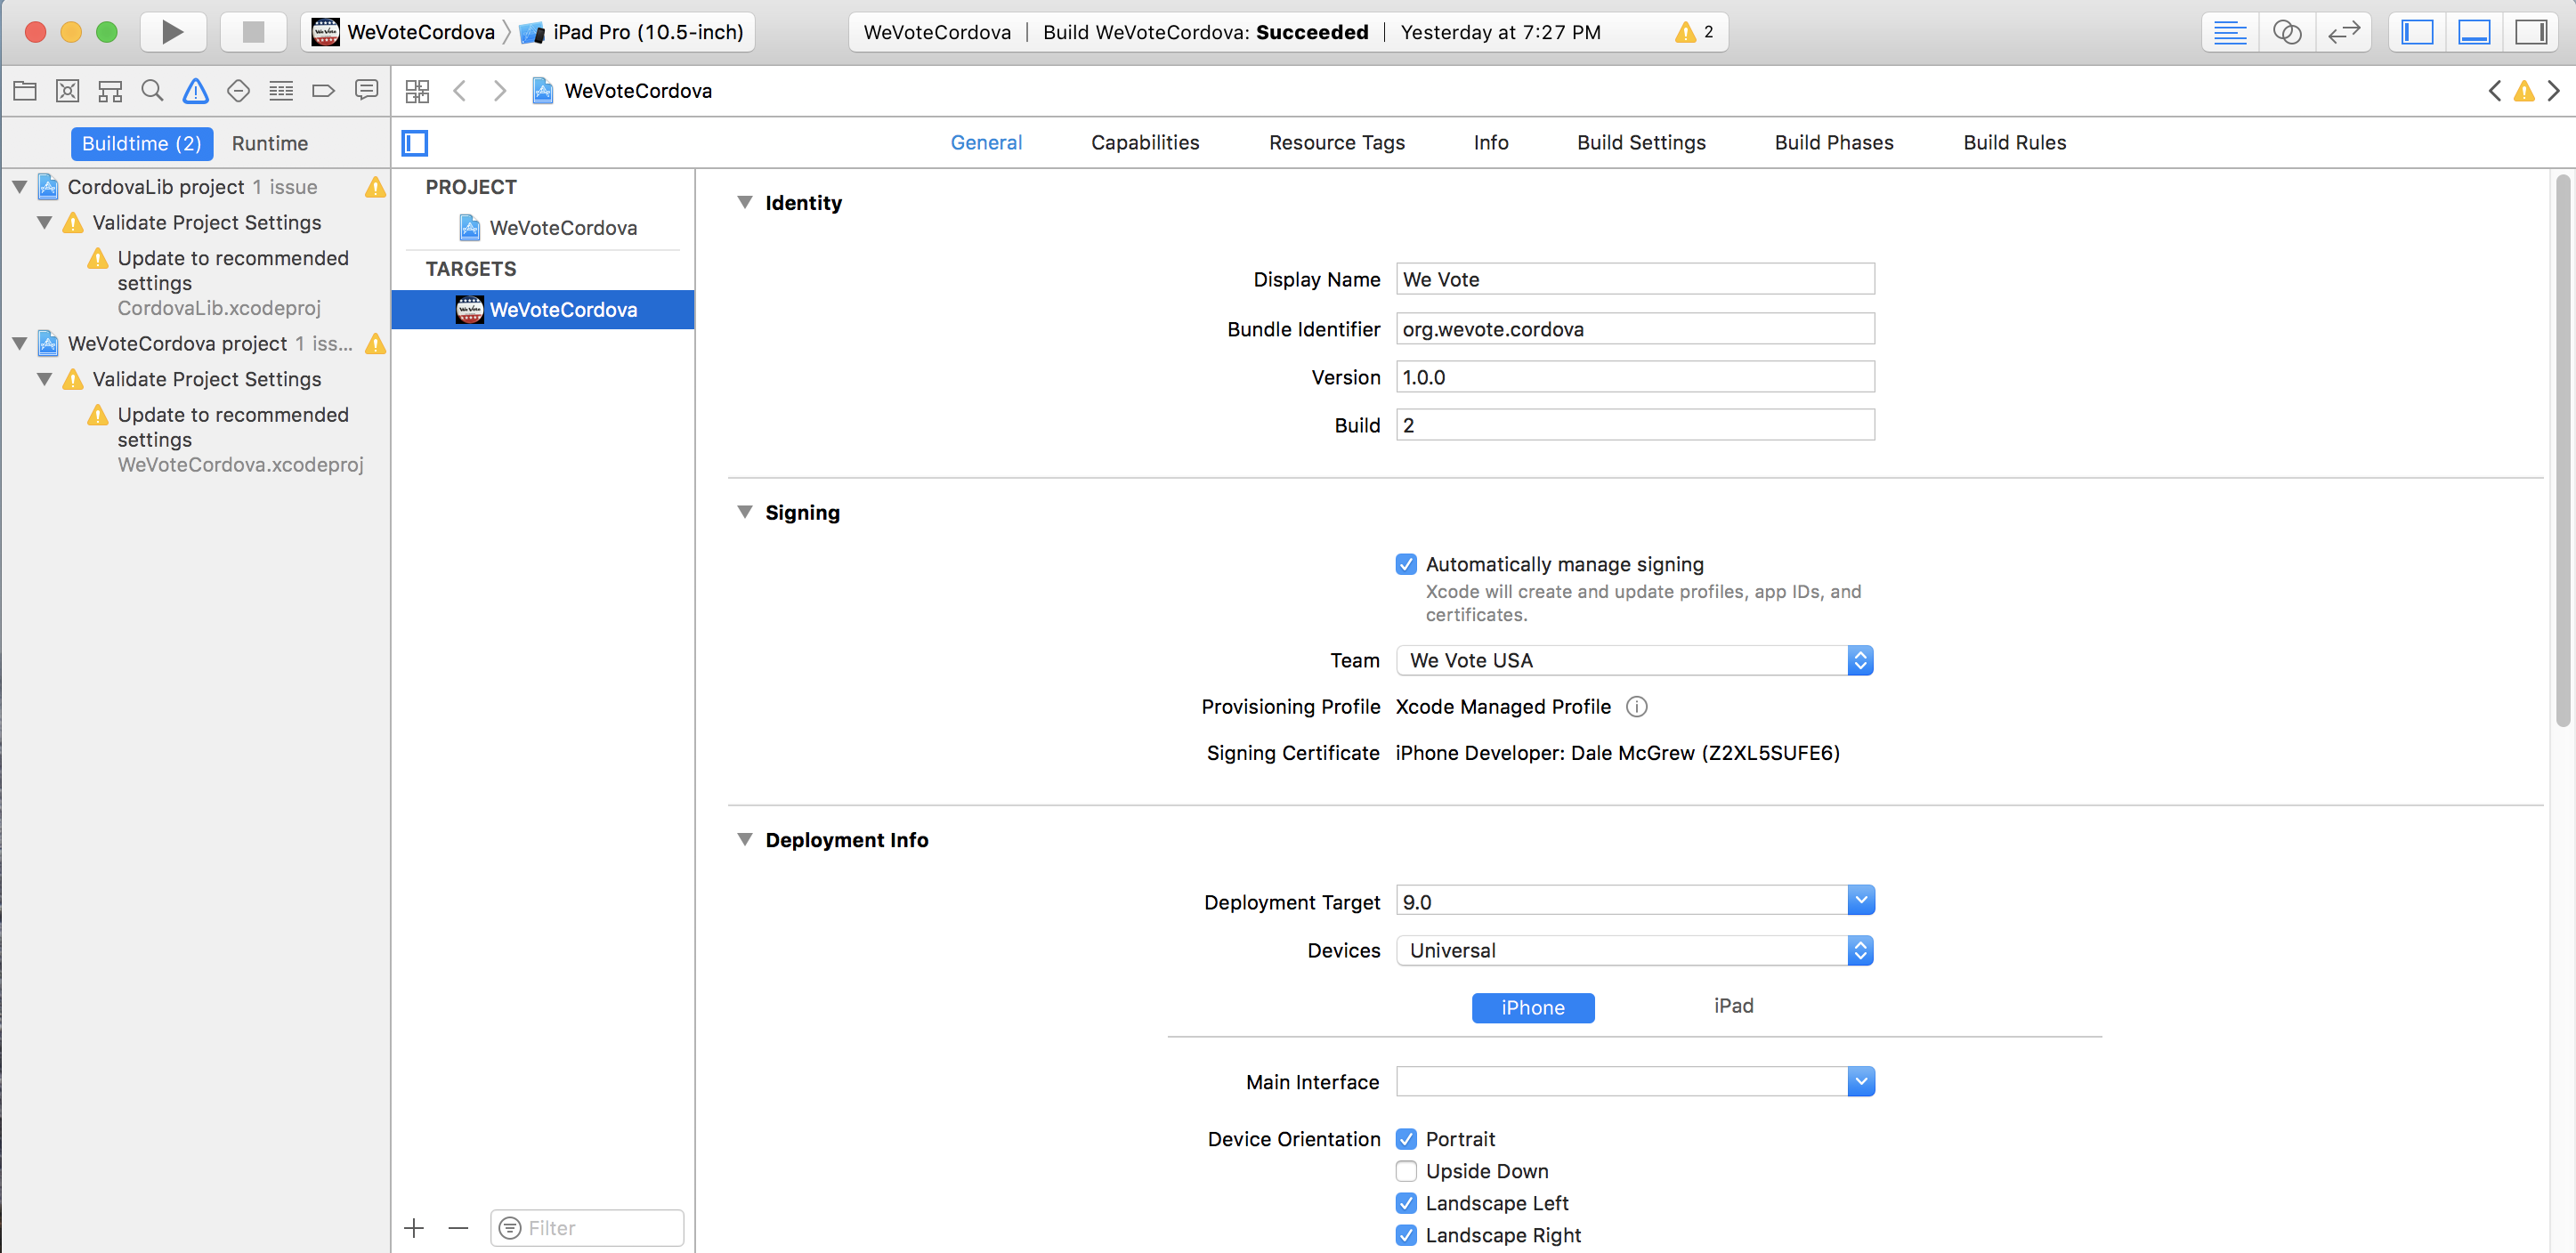 WeVoteCordova
iPad Pro (10.5-inch)
WeVoteCordova
Build WeVoteCordova: Succeeded
Yesterday at 7:27 PM
2
WeVoteCordova
Buildtime (2)
Runtime
General
Capabilities
Resource Tags
Info
Build Settings
Build Phases
Build Rules
CordovaLib project 1 issue
Validate Project Settings
Update to recommended
settings
CordovaLib.xcodeproj
WeVoteCordova project 1 iss...
Validate Project Settings
Update to recommended
settings
WeVoteCordova.xcodeproj
PROJECT
WeVoteCordova
TARGETS
WeVoteCordova
Filter
Identity
Display Name We Vote
Bundle Identifier org.wevote.cordova
Version 1.0.0
Build 2
Signing
Automatically manage signing
Xcode will create and update profiles, app IDs, and
certificates.
Team We Vote USA
Provisioning Profile Xcode Managed Profile
Signing Certificate iPhone Developer: Dale McGrew (Z2XL5SUFE6)
Deployment Info
Deployment Target 9.0
Devices Universal
iPhone
iPad
Main Interface
Device Orientation Portrait
Upside Down
Landscape Left
Landscape Right